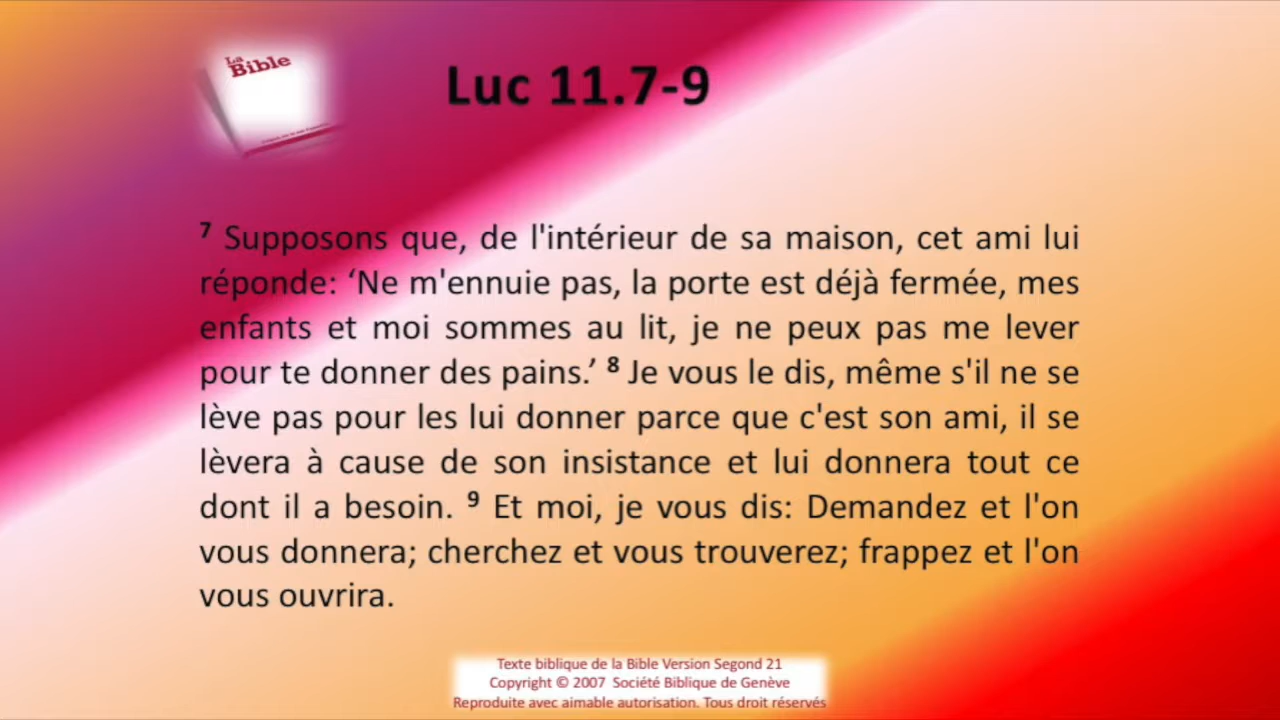 La
Bible
Luc 11.7-9
⁷ Supposons que, de l'intérieur de sa maison, cet ami lui
réponde: ‘Ne m'ennuie pas, la porte est déjà fermée, mes
enfants et moi sommes au lit, je ne peux pas me lever
pour te donner des pains.’ ⁸ Je vous le dis, même s'il ne se
lève pas pour les lui donner parce que c'est son ami, il se
lèvera à cause de son insistance et lui donnera tout ce
dont il a besoin. ⁹ Et moi, je vous dis: Demandez et l'on
vous donnera; cherchez et vous trouverez; frappez et l'on
vous ouvrira.
Texte biblique de la Bible Version Segond 21
Copyright © 2007 Société Biblique de Genève
Reproduite avec aimable autorisation. Tous droit réservés